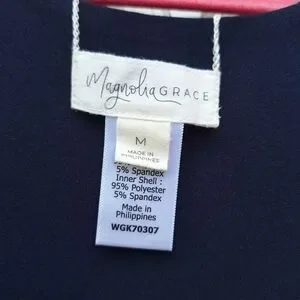 Magnolia GRACE
M
MADE IN
PHILIPPINES
5% Spandex
Inner Shell :
95% Polyester
5% Spandex
Made in
Philippines
WGK70307